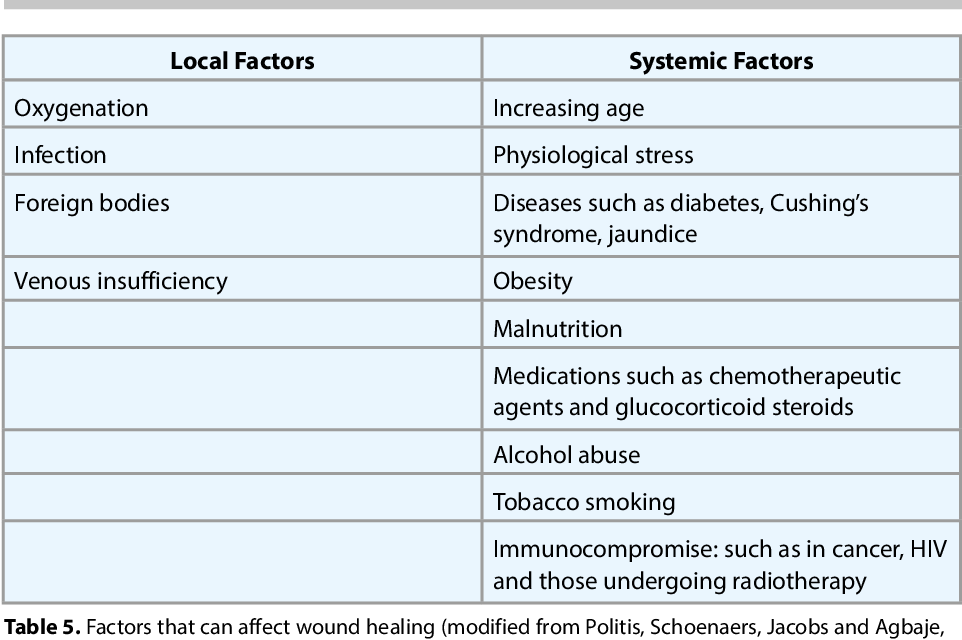 Local Factors Systemic Factors
Oxygenation Increasing age
Infection Physiological stress
Foreign bodies Diseases such as diabetes, Cushing’s
syndrome, jaundice
Venous insufficiency Obesity
Malnutrition
Medications such as chemotherapeutic
agents and glucocorticoid steroids
Alcohol abuse
Tobacco smoking
Immunocompromise: such as in cancer, HIV
and those undergoing radiotherapy
Table 5. Factors that can affect wound healing (modified from Politis, Schoenaers, Jacobs and Agbaje,